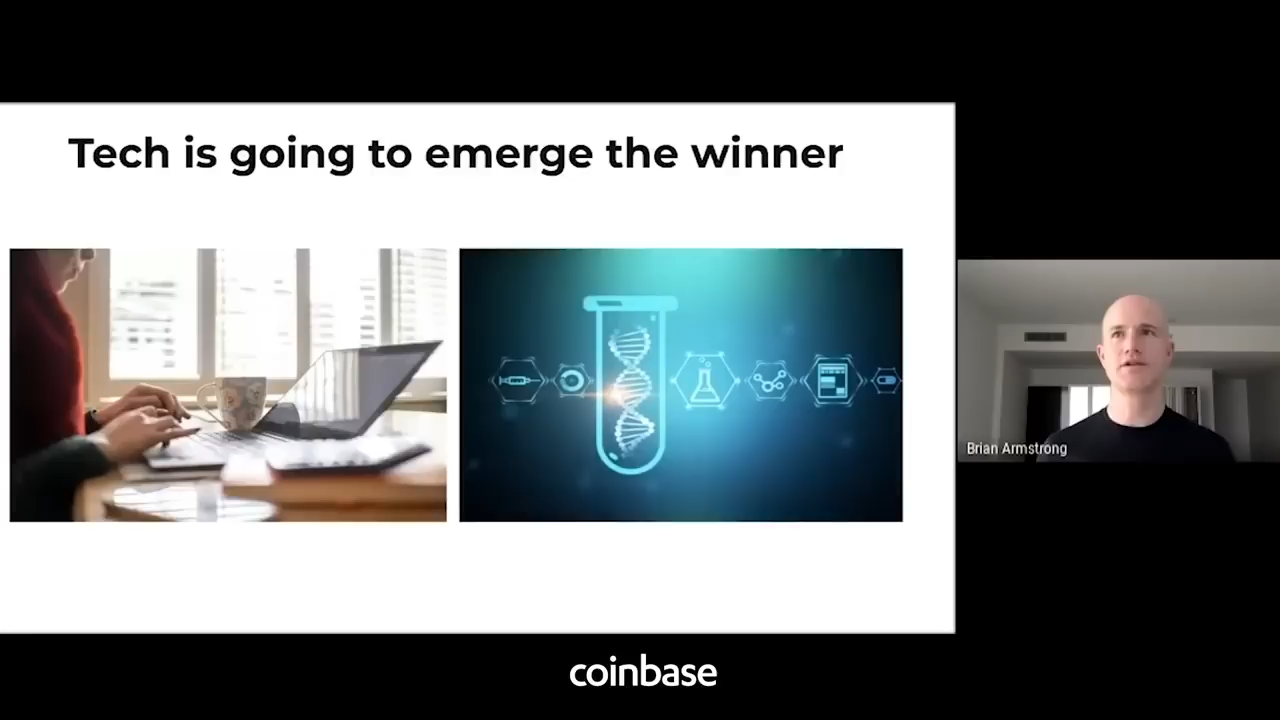 Tech is going to emerge the winner
Brian Armstrong
coinbase